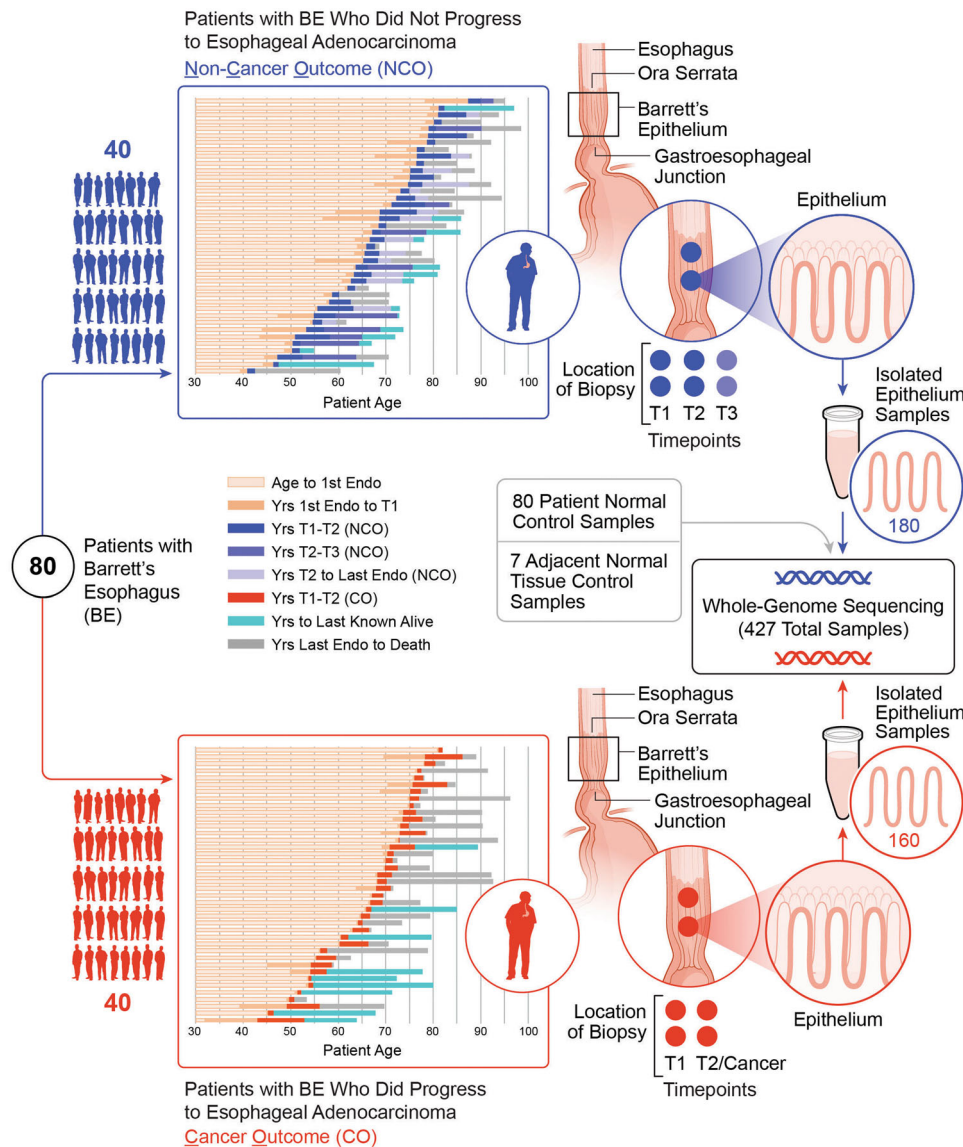 Patients with BE Who Did Not Progress
to Esophageal Adenocarcinoma
Non-Cancer Outcome (NCO)
40
30 40 50 60 70 80 90 100
Patient Age
Esophagus
Ora Serrata
Barrett's
Epithelium
Gastroesophageal
Junction
Epithelium
Location
of Biopsy
T1 T2 T3
Timepoints
Isolated
Epithelium
Samples
180
80
Patients with
Barrett's
Esophagus
(BE)
Age to 1st Endo
Yrs 1st Endo to T1
Yrs T1-T2 (NCO)
Yrs T2-T3 (NCO)
Yrs T2 to Last Endo (NCO)
Yrs T1-T2 (CO)
Yrs to Last Known Alive
Yrs Last Endo to Death
80 Patient Normal
Control Samples
7 Adjacent Normal
Tissue Control
Samples
Whole-Genome Sequencing
(427 Total Samples)
Esophagus
Ora Serrata
Barrett's
Epithelium
Gastroesophageal
Junction
Isolated
Epithelium
Samples
160
Epithelium
Location
of Biopsy
T1 T2/Cancer
Timepoints
40
30 40 50 60 70 80 90 100
Patient Age
Patients with BE Who Did Progress
to Esophageal Adenocarcinoma
Cancer Outcome (CO)